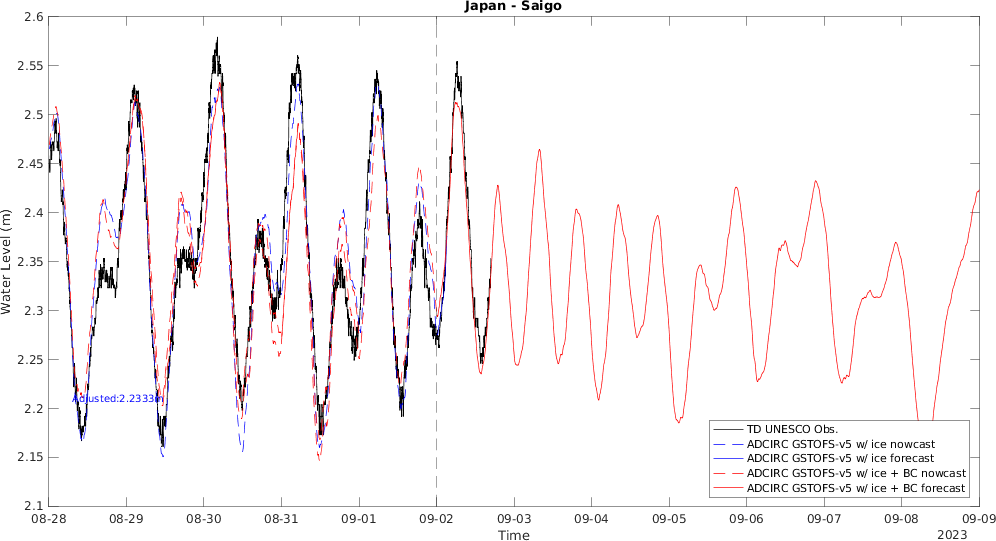 Japan - Saigo
2.6
2.55
2.5
2.45
2.4
2.35
2.3
2.25
2.2
2.15
2.1
Water Level (m)
Adjusted:2.2333m
TD UNESCO Obs.
ADCIRC GSTOFS-v5 w/ ice nowcast
ADCIRC GSTOFS-v5 w/ ice forecast
ADCIRC GSTOFS-v5 w/ ice + BC nowcast
ADCIRC GSTOFS-v5 w/ ice + BC forecast
08-28 08-29 08-30 08-31 09-01 09-02 09-03 09-04 09-05 09-06 09-07 09-08 09-09
Time
2023